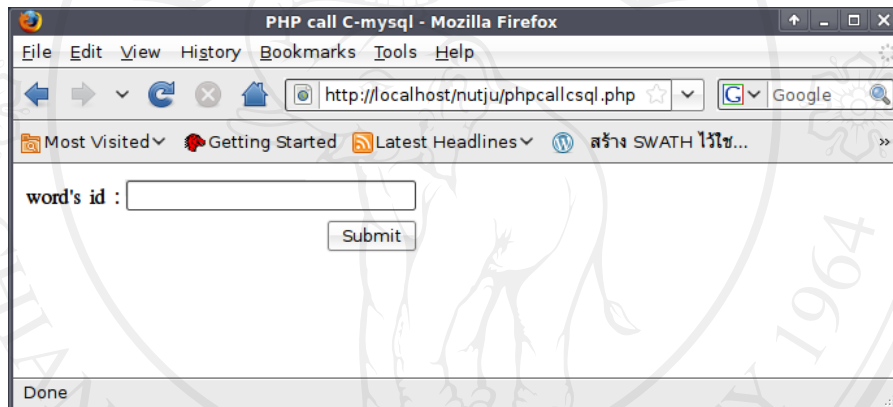 PHP call C-mysql - Mozilla Firefox
File Edit View History Bookmarks Tools Help
http://localhost/nutju/phpcallcsql.php G Google
Most Visited Getting Started Latest Headlines สร้าง SWATH ไว้ใช้... »
word's id :
Submit
1964
Done